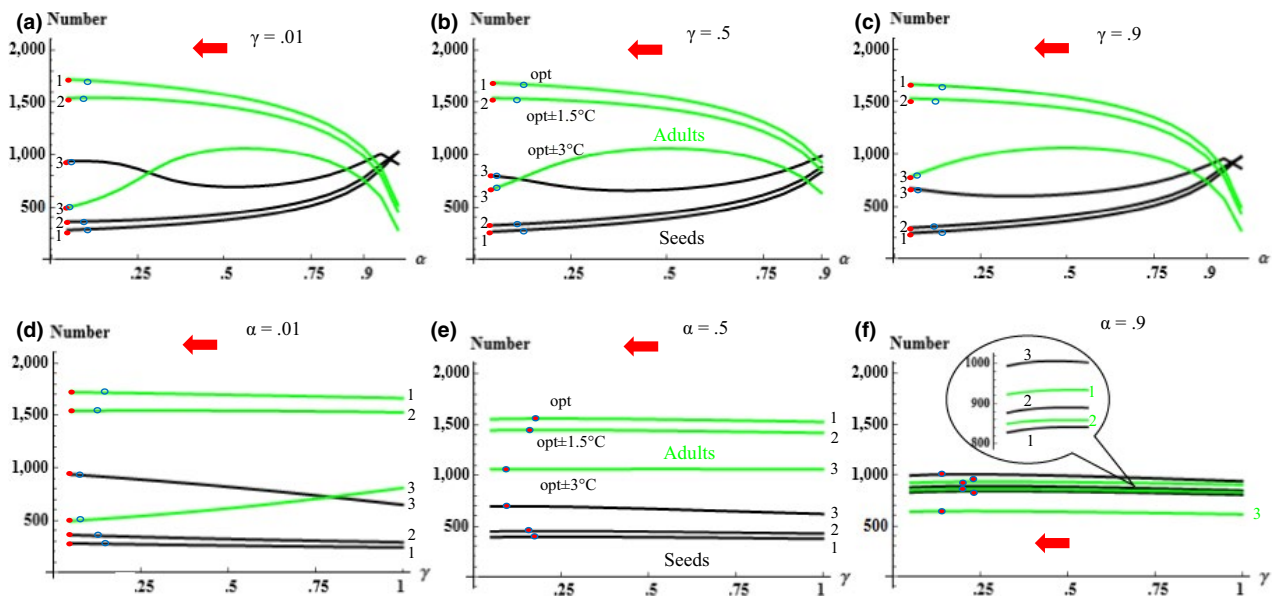 (a) Number γ = .01
2,000
1 1,500
2
1,000
3
500
3
2
1
.25 .5 .75 .9 α
(b) Number γ = .5
2,000
1 opt
1,500
2 opt±1.5°C
opt±3°C Adults
1,000
3
3
500
2
1 Seeds
.25 .5 .75 .9 α
(c) Number γ = .9
2,000
1
1,500
2
1,000
3
3
500
2
1
.25 .5 .75 .9 α
(d) Number α = .01
2,000
1,500 1
2
1,000
3
3
500
2
1
.25 .5 .75 1 γ
(e) Number α = .5
2,000
opt
1,500 1
opt±1.5°C 2
Adults
1,000 3
opt±3°C
3
500 2
1
Seeds
.25 .5 .75 1 γ
(f) Number α = .9
2,000
1000 3
1
900 2
2
800 1
1,500
1,000
500 3
.25 .5 .75 1 γ